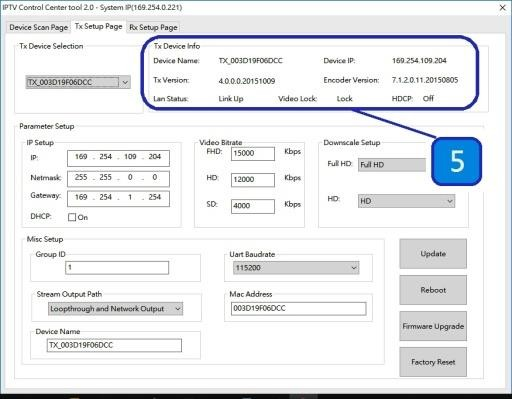 IPTV Control Center tool 2.0 - System IP(169.254.0.221)
Device Scan Page Tx Setup Page Rx Setup Page
Tx Device Selection
TX_003D19F06DCC
Tx Device Info
Device Name: TX_003D19F06DCC Device IP: 169.254.109.204
Tx Version: 4.0.0.0.20151009 Encoder Version: 7.1.2.0.11.20150805
Lan Status: Link Up Video Lock: Lock HDCP: Off
5
Parameter Setup
IP Setup
IP: 169 . 254 . 109 . 204
Netmask: 255 . 255 . 0 . 0
Gateway: 169 . 254 . 1 . 254
DHCP: On
Video Bitrate
FHD: 15000 Kbps
HD: 12000 Kbps
SD: 4000 Kbps
Downscale Setup
Full HD: Full HD
HD: HD
Misc Setup
Group ID
1
Uart Baudrate
115200
Stream Output Path
Loopthrough and Network Output
Mac Address
003D19F06DCC
Device Name
TX_003D19F06DCC
Update
Reboot
Firmware Upgrade
Factory Reset